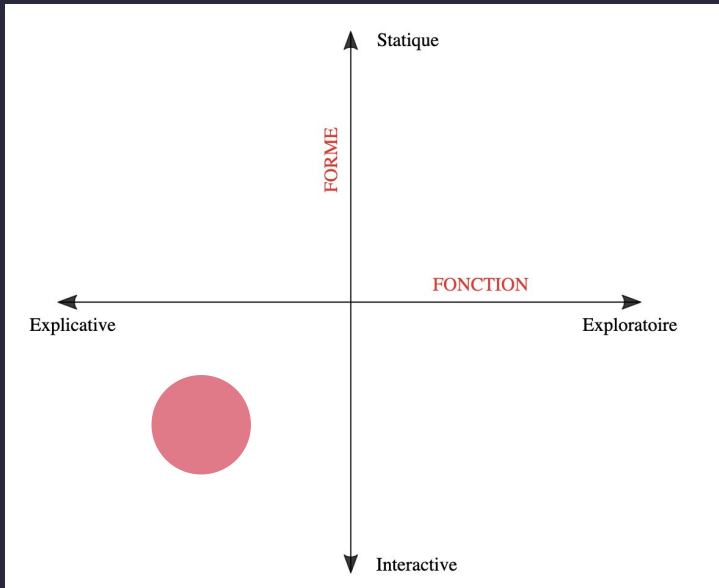 Statique
FORME
FONCTION
Explicative
Exploratoire
Interactive